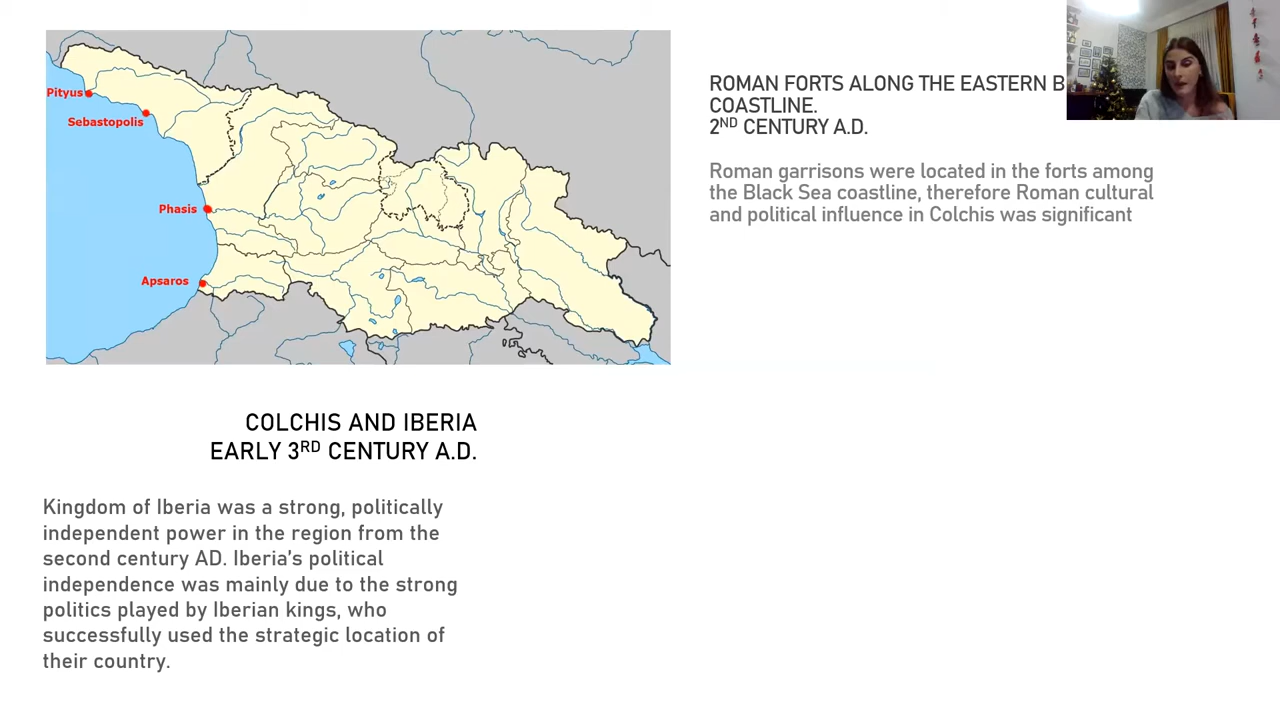 Pityus
Sebastopolis
Phasis
Apsaros
ROMAN FORTS ALONG THE EASTERN B
COASTLINE.
2ND CENTURY A.D.
Roman garrisons were located in the forts among
the Black Sea coastline, therefore Roman cultural
and political influence in Colchis was significant
COLCHIS AND IBERIA
EARLY 3RD CENTURY A.D.
Kingdom of Iberia was a strong, politically
independent power in the region from the
second century AD. Iberia's political
independence was mainly due to the strong
politics played by Iberian kings, who
successfully used the strategic location of
their country.